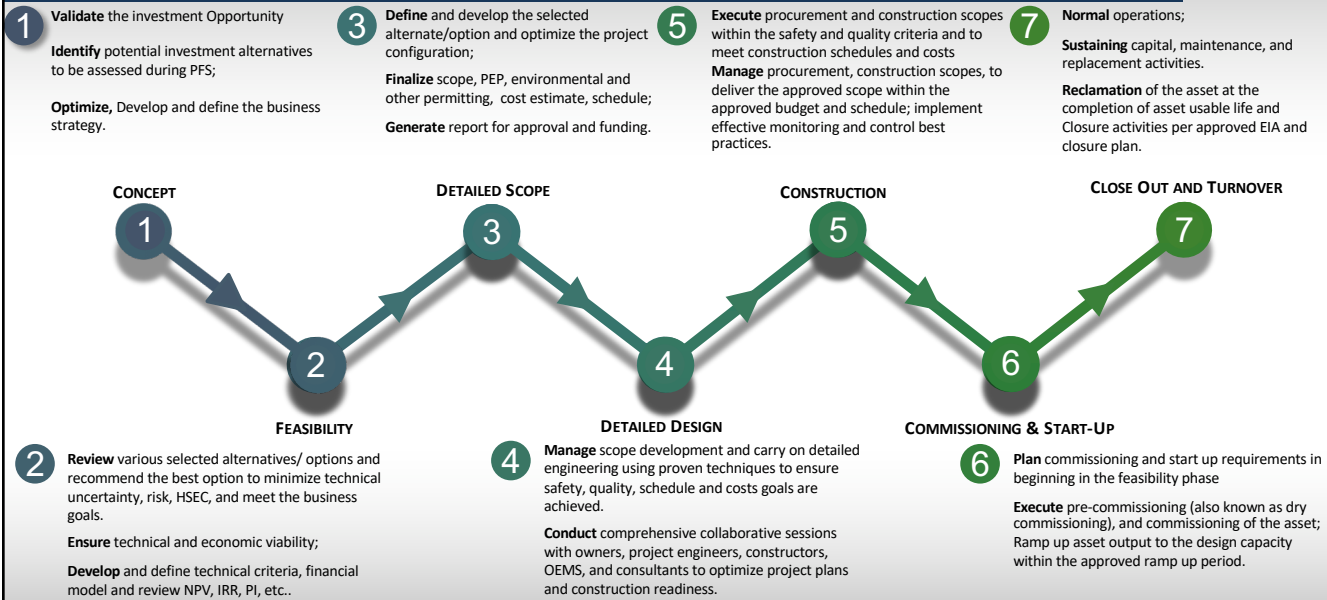 1
Validate the investment Opportunity
Identify potential investment alternatives
to be assessed during PFS;
Optimize, Develop and define the business
strategy.
3
Define and develop the selected
alternate/option and optimize the project
configuration;
Finalize scope, PEP, environmental and
other permitting, cost estimate, schedule;
Generate report for approval and funding.
5
Execute procurement and construction scopes
within the safety and quality criteria and to
meet construction schedules and costs
Manage procurement, construction scopes, to
deliver the approved scope within the
approved budget and schedule; implement
effective monitoring and control best
practices.
7
Normal operations;
Sustaining capital, maintenance, and
replacement activities.
Reclamation of the asset at the
completion of asset usable life and
Closure activities per approved EIA and
closure plan.
CONCEPT
1
DETAILED SCOPE
3
CONSTRUCTION
5
CLOSE OUT AND TURNOVER
7
2
FEASIBILITY
4
DETAILED DESIGN
6
COMMISSIONING & START-UP
2
Review various selected alternatives/ options and
recommend the best option to minimize technical
uncertainty, risk, HSEC, and meet the business
goals.
Ensure technical and economic viability;
Develop and define technical criteria, financial
model and review NPV, IRR, PI, etc..
4
Manage scope development and carry on detailed
engineering using proven techniques to ensure
safety, quality, schedule and costs goals are
achieved.
Conduct comprehensive collaborative sessions
with owners, project engineers, constructors,
OEMS, and consultants to optimize project plans
and construction readiness.
6
Plan commissioning and start up requirements in
beginning in the feasibility phase
Execute pre-commissioning (also known as dry
commissioning), and commissioning of the asset;
Ramp up asset output to the design capacity
within the approved ramp up period.